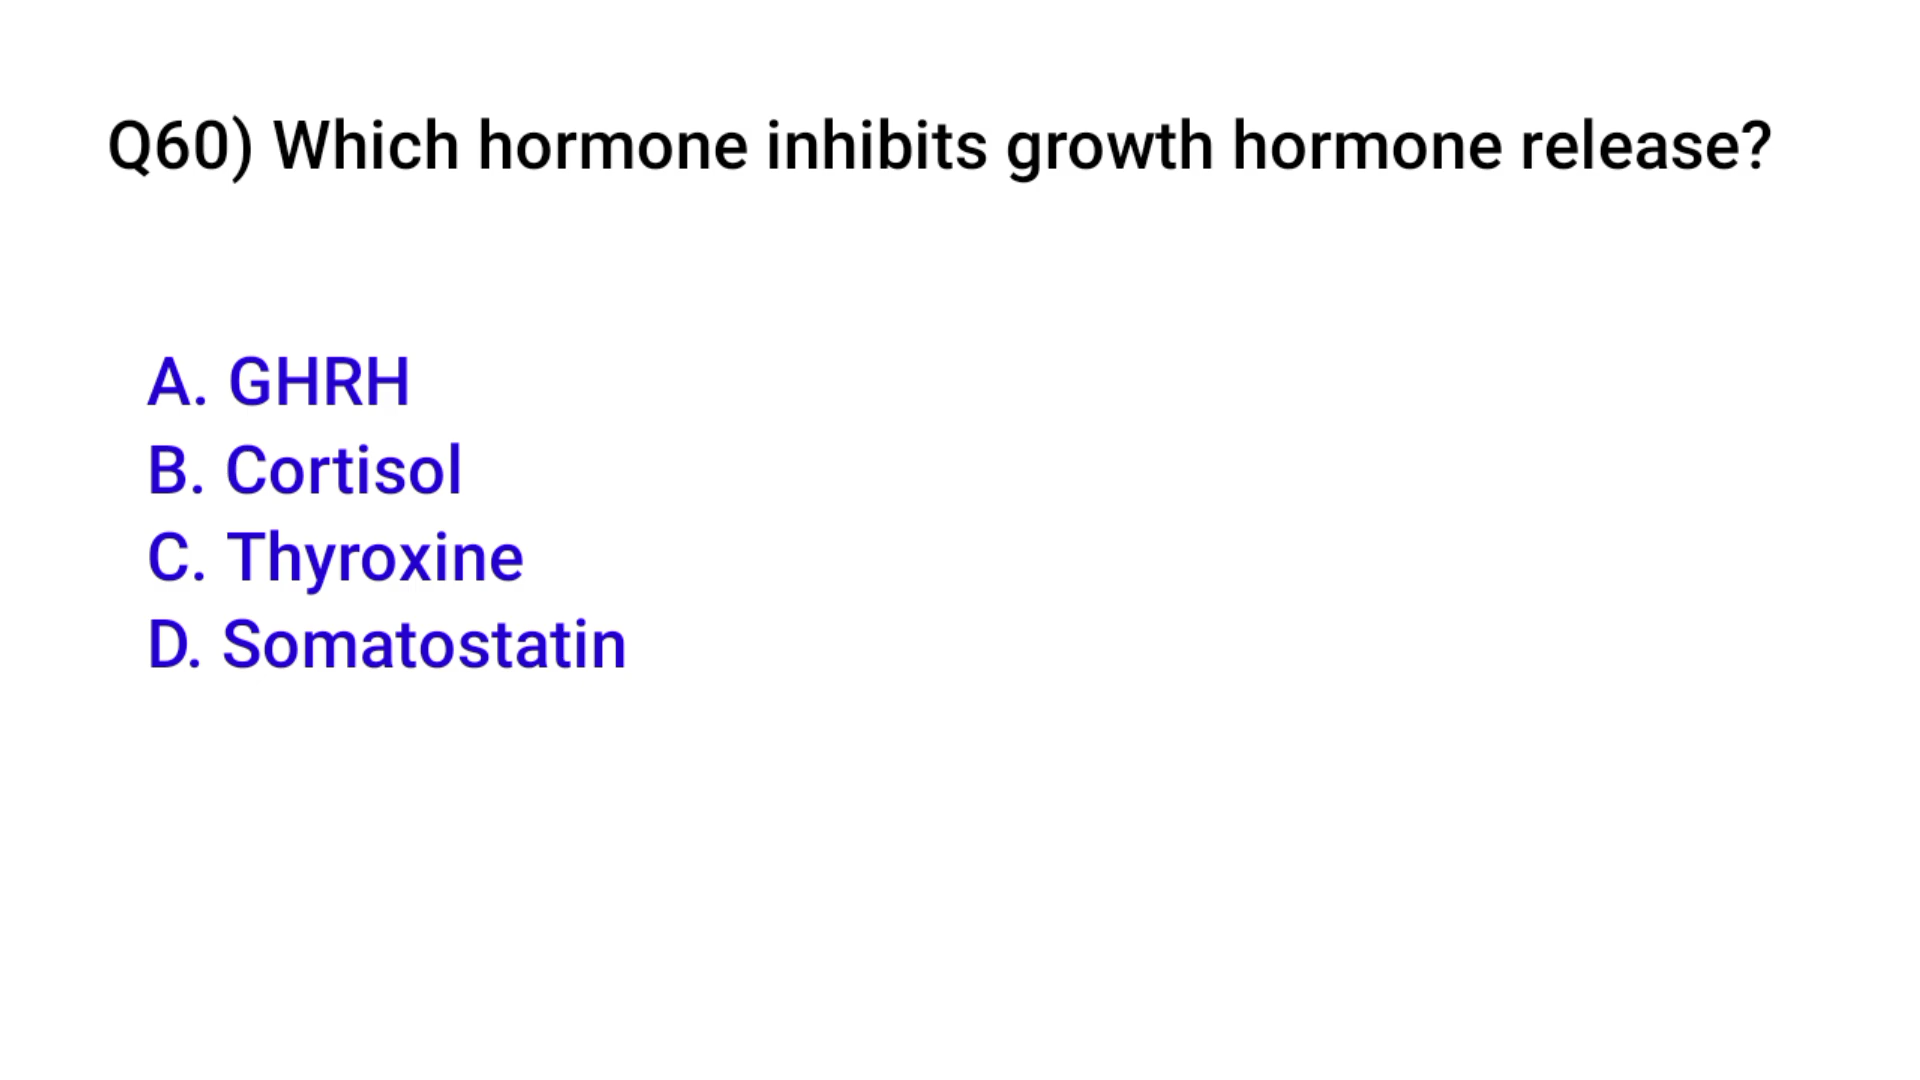 Q60) Which hormone inhibits growth hormone release?
A. GHRH
B. Cortisol
C. Thyroxine
D. Somatostatin